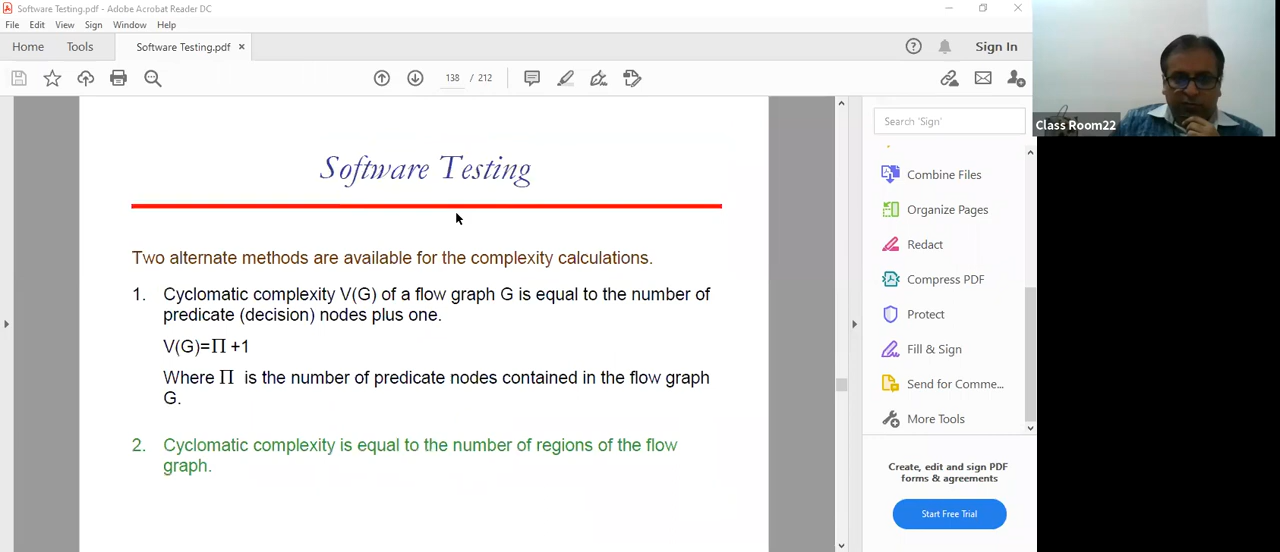 Software Testing.pdf - Adobe Acrobat Reader DC
File Edit View Sign Window Help
Home Tools Software Testing.pdf × Sign In
138 / 212
Software Testing
Two alternate methods are available for the complexity calculations.
1. Cyclomatic complexity V(G) of a flow graph G is equal to the number of
predicate (decision) nodes plus one.
V(G)=Π +1
Where Π is the number of predicate nodes contained in the flow graph
G.
2. Cyclomatic complexity is equal to the number of regions of the flow
graph.
Search 'Sign'
Combine Files
Organize Pages
Redact
Compress PDF
Protect
Fill & Sign
Send for Comme...
More Tools
Create, edit and sign PDF
forms & agreements
Start Free Trial
Class Room22